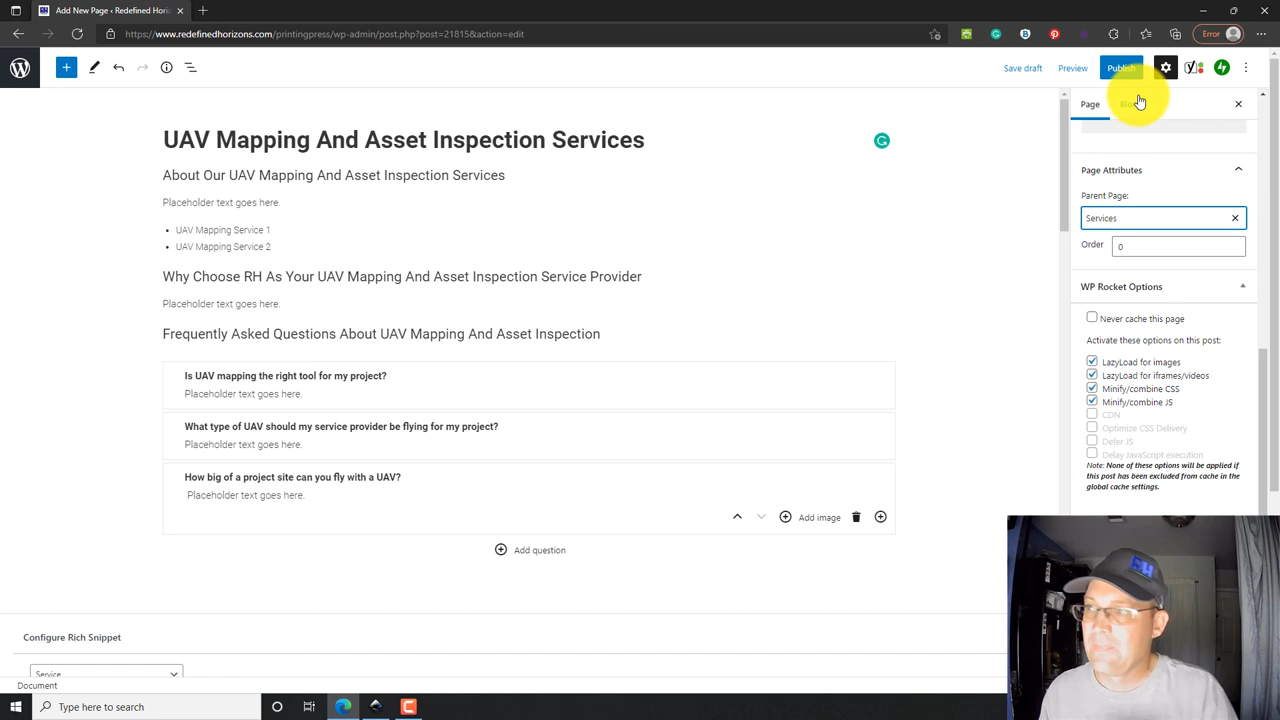 Add New Page ‹ Redefined Hori
https://www.redefinedhorizons.com/printingpress/wp-admin/post.php?post=21815&action=edit
Error
Save draft
Preview
Publish
Page
Block
UAV Mapping And Asset Inspection Services
About Our UAV Mapping And Asset Inspection Services
Placeholder text goes here.
UAV Mapping Service 1
UAV Mapping Service 2
Why Choose RH As Your UAV Mapping And Asset Inspection Service Provider
Placeholder text goes here.
Frequently Asked Questions About UAV Mapping And Asset Inspection
Is UAV mapping the right tool for my project?
Placeholder text goes here.
What type of UAV should my service provider be flying for my project?
Placeholder text goes here.
How big of a project site can you fly with a UAV?
Placeholder text goes here.
Add image
Add question
Configure Rich Snippet
Service
Document
Page Attributes
Parent Page:
Services
Order
0
WP Rocket Options
Never cache this page
Activate these options on this post:
LazyLoad for images
LazyLoad for iframes/videos
Minify/combine CSS
Minify/combine JS
CDN
Optimize CSS Delivery
Defer JS
Delay JavaScript execution
Note: None of these options will be applied if
this post has been excluded from cache in the
global cache settings.
Type here to search